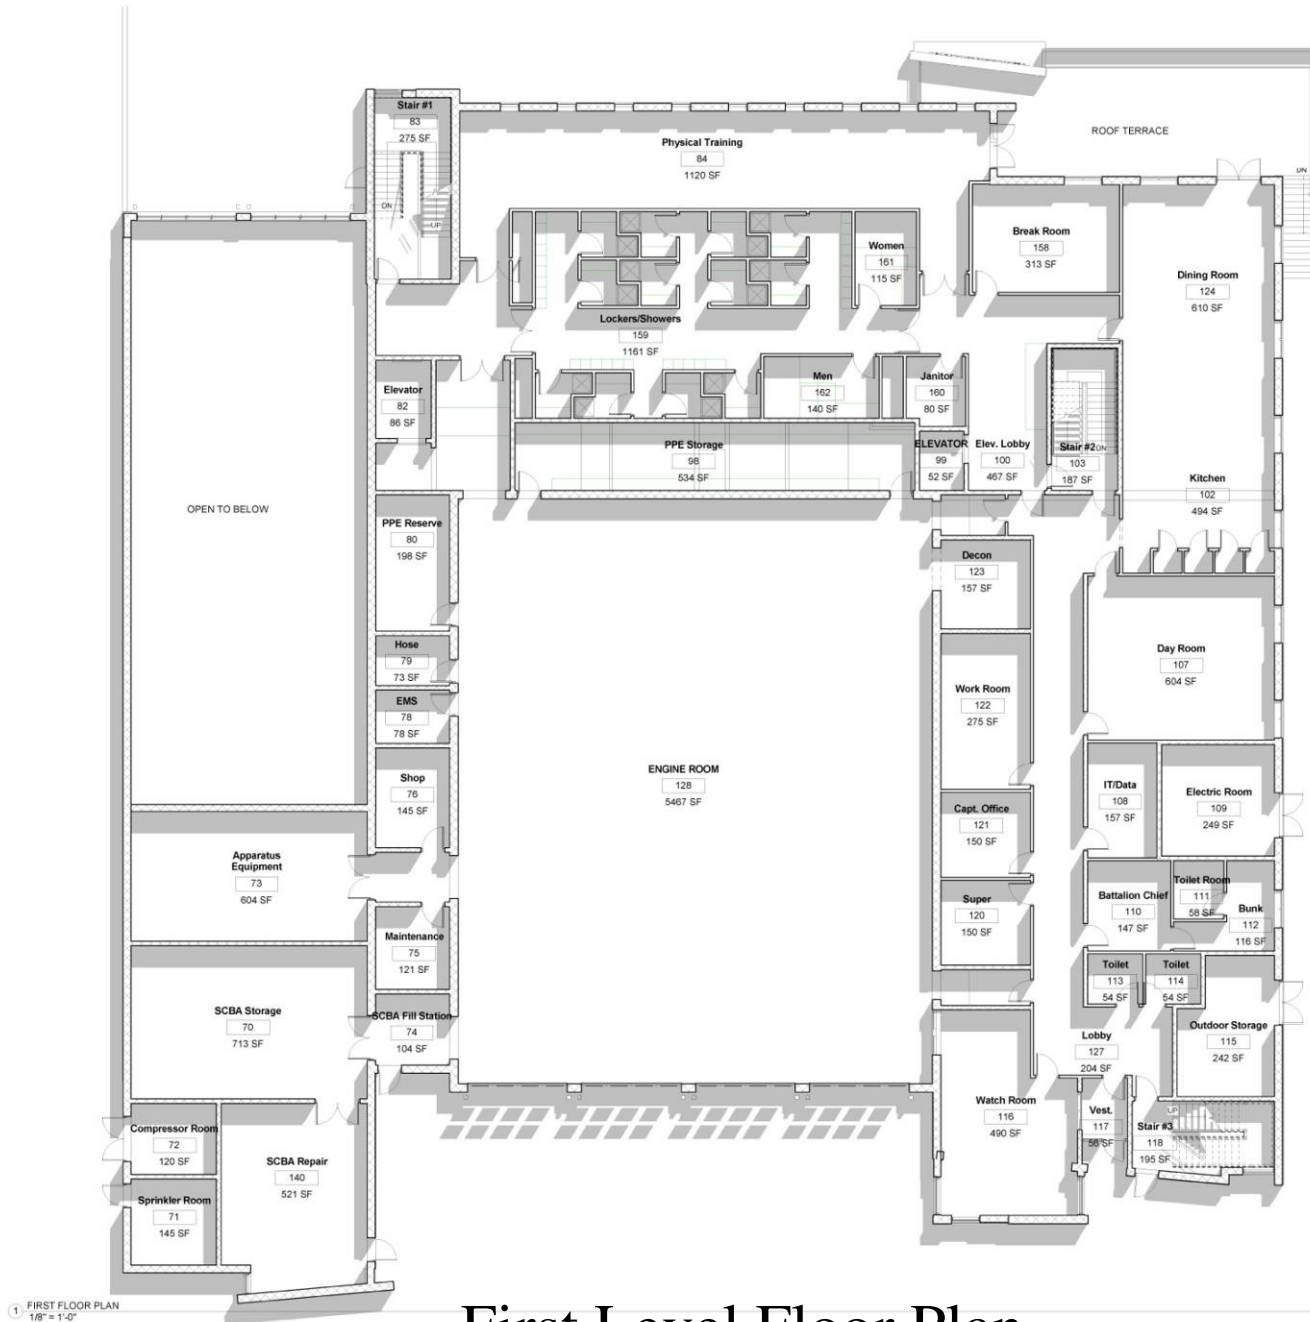 Stair #1
83
275 SF
DN
UP
Physical Training
84
1120 SF
ROOF TERRACE
DN
Women
161
115 SF
Break Room
158
313 SF
Dining Room
124
610 SF
Lockers/Showers
159
1161 SF
Elevator
82
86 SF
Men
162
140 SF
Janitor
160
80 SF
PPE Storage
98
534 SF
ELEVATOR
99
52 SF
Elev. Lobby
100
467 SF
Stair #2
DN
103
187 SF
Kitchen
102
494 SF
OPEN TO BELOW
PPE Reserve
80
198 SF
Decon
123
157 SF
Hose
79
73 SF
EMS
78
78 SF
Work Room
122
275 SF
Day Room
107
604 SF
Shop
76
145 SF
ENGINE ROOM
128
5467 SF
Capt. Office
121
150 SF
IT/Data
108
157 SF
Electric Room
109
249 SF
Apparatus
Equipment
73
604 SF
Super
120
150 SF
Battalion Chief
110
147 SF
Toilet Room
111
58 SF
Bunk
112
116 SF
Maintenance
75
121 SF
Toilet
113
54 SF
Toilet
114
54 SF
SCBA Storage
70
713 SF
SCBA Fill Station
74
104 SF
Lobby
127
204 SF
Outdoor Storage
115
242 SF
Watch Room
116
490 SF
Vest.
117
56 SF
UP
Stair #3
118
195 SF
Compressor Room
72
120 SF
SCBA Repair
140
521 SF
Sprinkler Room
71
145 SF
1
FIRST FLOOR PLAN
1/8" = 1'-0"
First Level Floor Plan